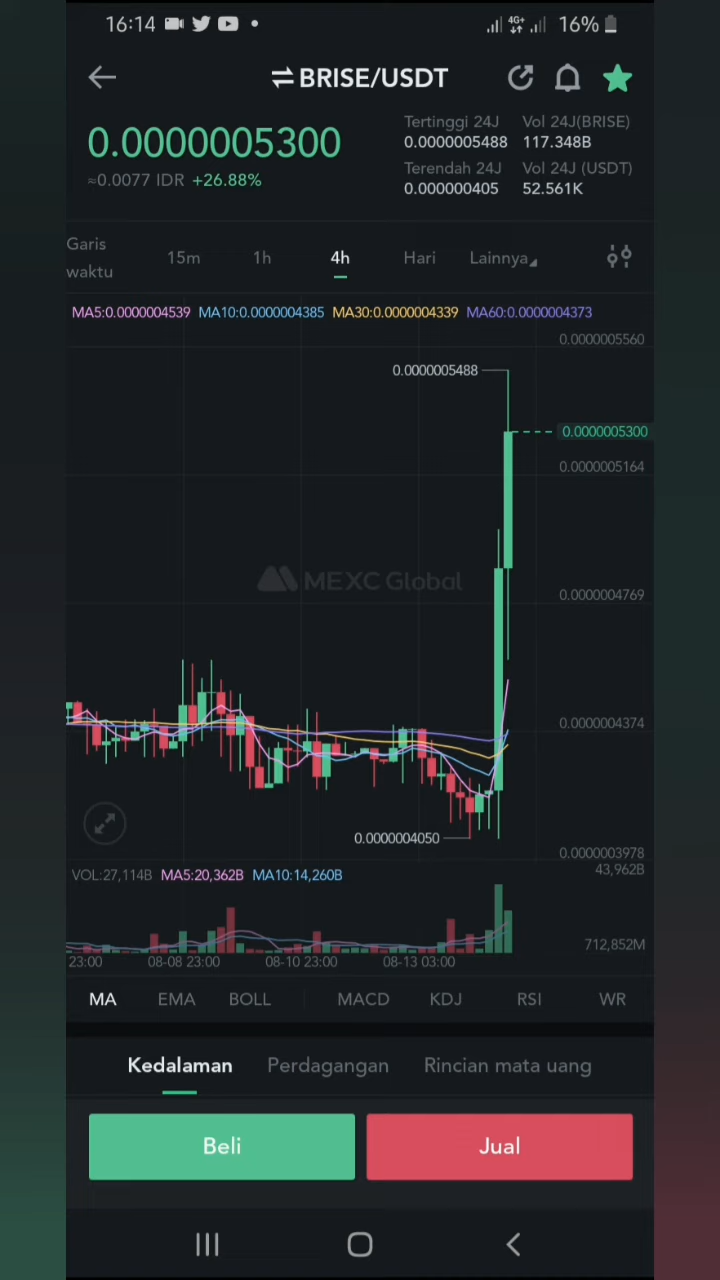 16:14 4G+ 16%
BRISE/USDT
0.0000005300
≈0.0077 IDR +26.88%
Tertinggi 24J Vol 24J(BRISE)
0.0000005488 117.348B
Terendah 24J Vol 24J (USDT)
0.000000405 52.561K
Garis waktu 15m 1h 4h Hari Lainnya
MA5:0.0000004539 MA10:0.0000004385 MA30:0.0000004339 MA60:0.0000004373
0.0000005560
0.0000005488
0.0000005300
0.0000005164
MEXC Global
0.0000004769
0.0000004374
0.0000004050
0.0000003978
VOL:27,114B MA5:20,362B MA10:14,260B 43,962B
712,852M
23:00 08-08 23:00 08-10 23:00 08-13 03:00
MA EMA BOLL MACD KDJ RSI WR
Kedalaman Perdagangan Rincian mata uang
Beli Jual